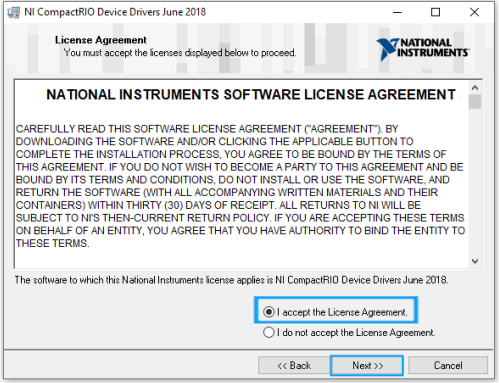 NI CompactRIO Device Drivers June 2018
License Agreement
You must accept the licenses displayed below to proceed.
NATIONAL
INSTRUMENTS
NATIONAL INSTRUMENTS SOFTWARE LICENSE AGREEMENT
CAREFULLY READ THIS SOFTWARE LICENSE AGREEMENT ("AGREEMENT"). BY
DOWNLOADING THE SOFTWARE AND/OR CLICKING THE APPLICABLE BUTTON TO
COMPLETE THE INSTALLATION PROCESS, YOU AGREE TO BE BOUND BY THE TERMS OF
THIS AGREEMENT. IF YOU DO NOT WISH TO BECOME A PARTY TO THIS AGREEMENT AND BE
BOUND BY ITS TERMS AND CONDITIONS, DO NOT INSTALL OR USE THE SOFTWARE, AND
RETURN THE SOFTWARE (WITH ALL ACCOMPANYING WRITTEN MATERIALS AND THEIR
CONTAINERS) WITHIN THIRTY (30) DAYS OF RECEIPT. ALL RETURNS TO NI WILL BE
SUBJECT TO NI'S THEN-CURRENT RETURN POLICY. IF YOU ARE ACCEPTING THESE TERMS
ON BEHALF OF AN ENTITY, YOU AGREE THAT YOU HAVE AUTHORITY TO BIND THE ENTITY TO
THESE TERMS.
The software to which this National Instruments license applies is NI CompactRIO Device Drivers June 2018.
I accept the License Agreement.
I do not accept the License Agreement.
<< Back Next >> Cancel